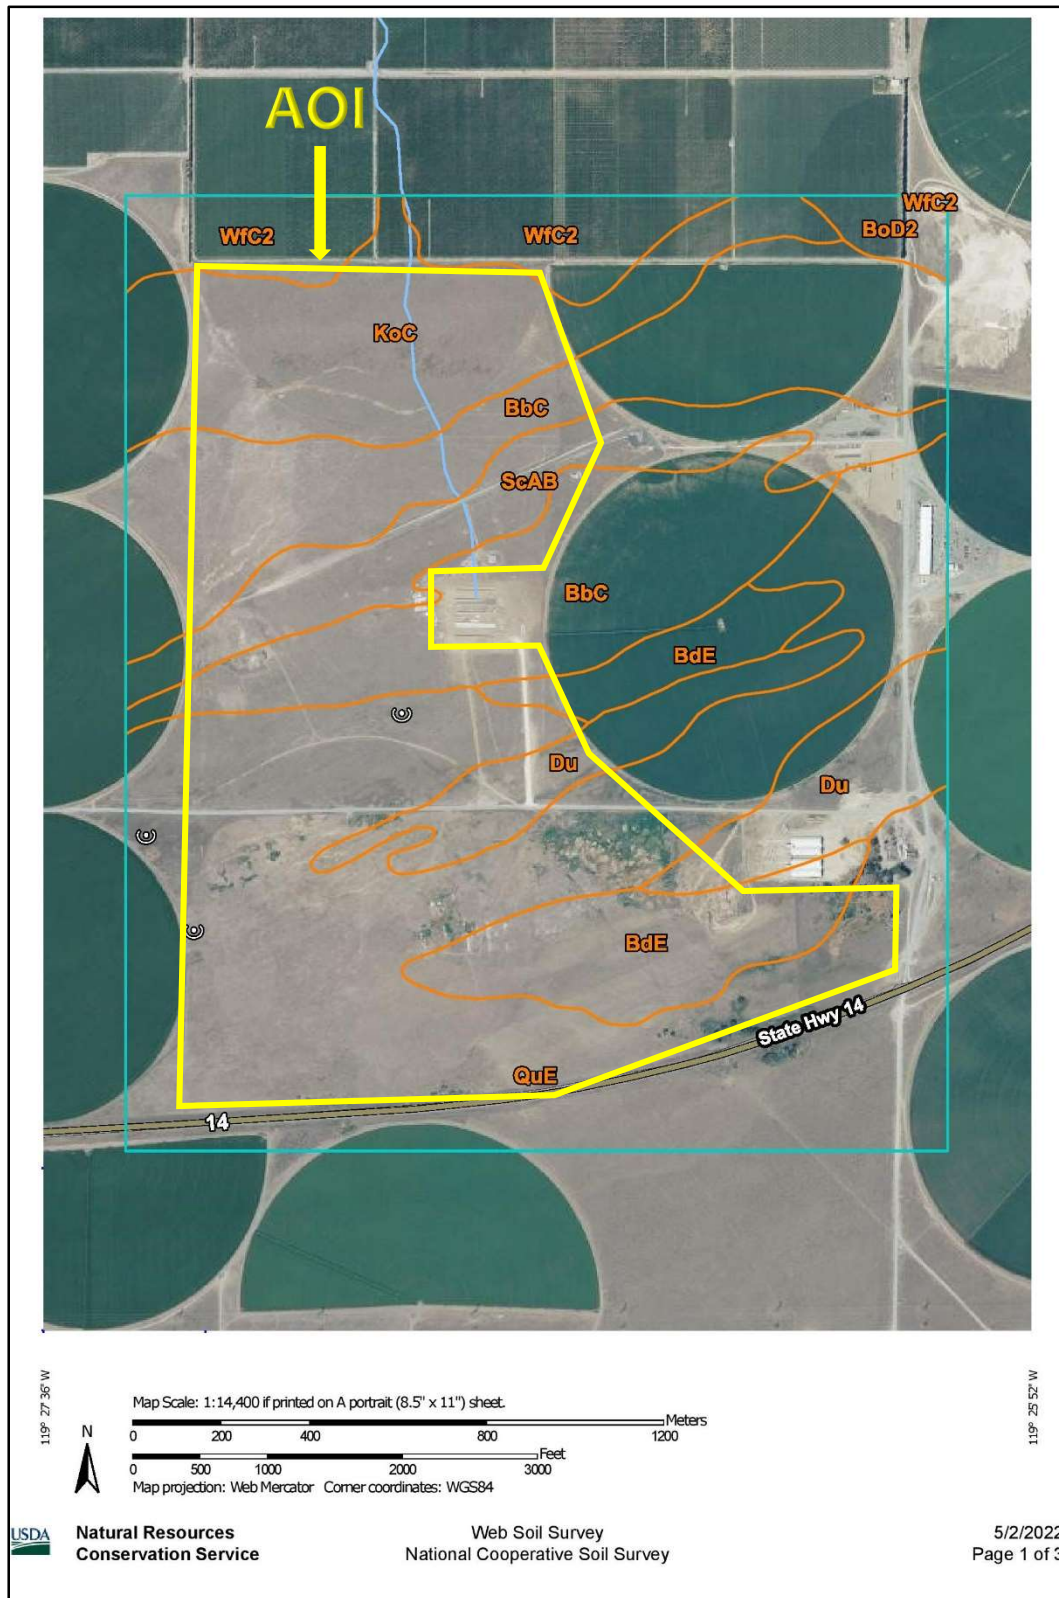 AOI
WfC2
WfC2
WfC2
BoD2
KoC
BbC
ScAB
BbC
BdE
Du
Du
BdE
State Hwy 14
QuE
14
119° 27' 36" W
119° 25' 52" W
Map Scale: 1:14,400 if printed on A portrait (8.5" x 11") sheet.
N
Meters
0 200 400 800 1200
Feet
0 500 1000 2000 3000
Map projection: Web Mercator Corner coordinates: WGS84
USDA
Natural Resources
Conservation Service
Web Soil Survey
National Cooperative Soil Survey
5/2/2022
Page 1 of 3